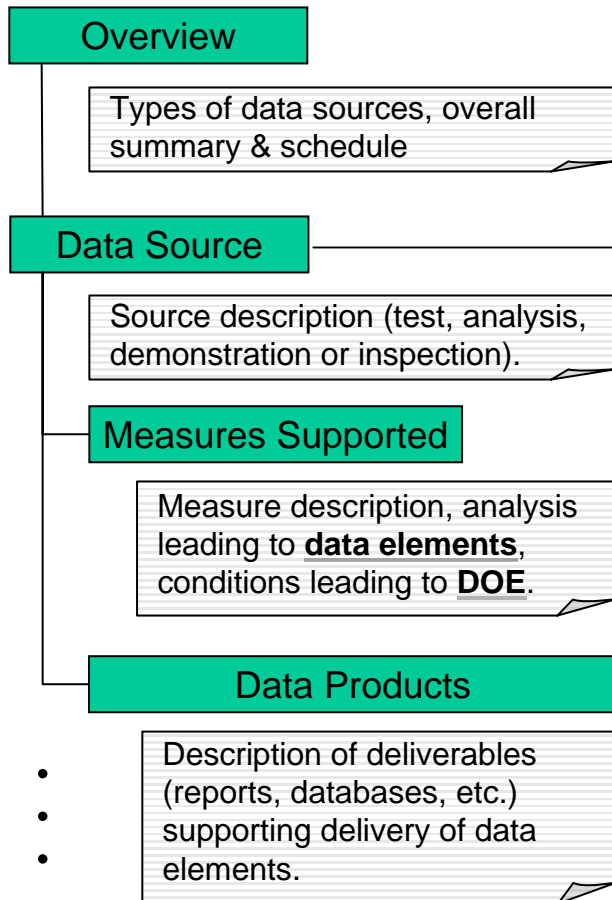 Overview
Types of data sources, overall
summary & schedule
Data Source
Source description (test, analysis,
demonstration or inspection).
Measures Supported
Measure description, analysis
leading to data elements,
conditions leading to DOE.
Data Products
Description of deliverables
(reports, databases, etc.)
supporting delivery of data
elements.